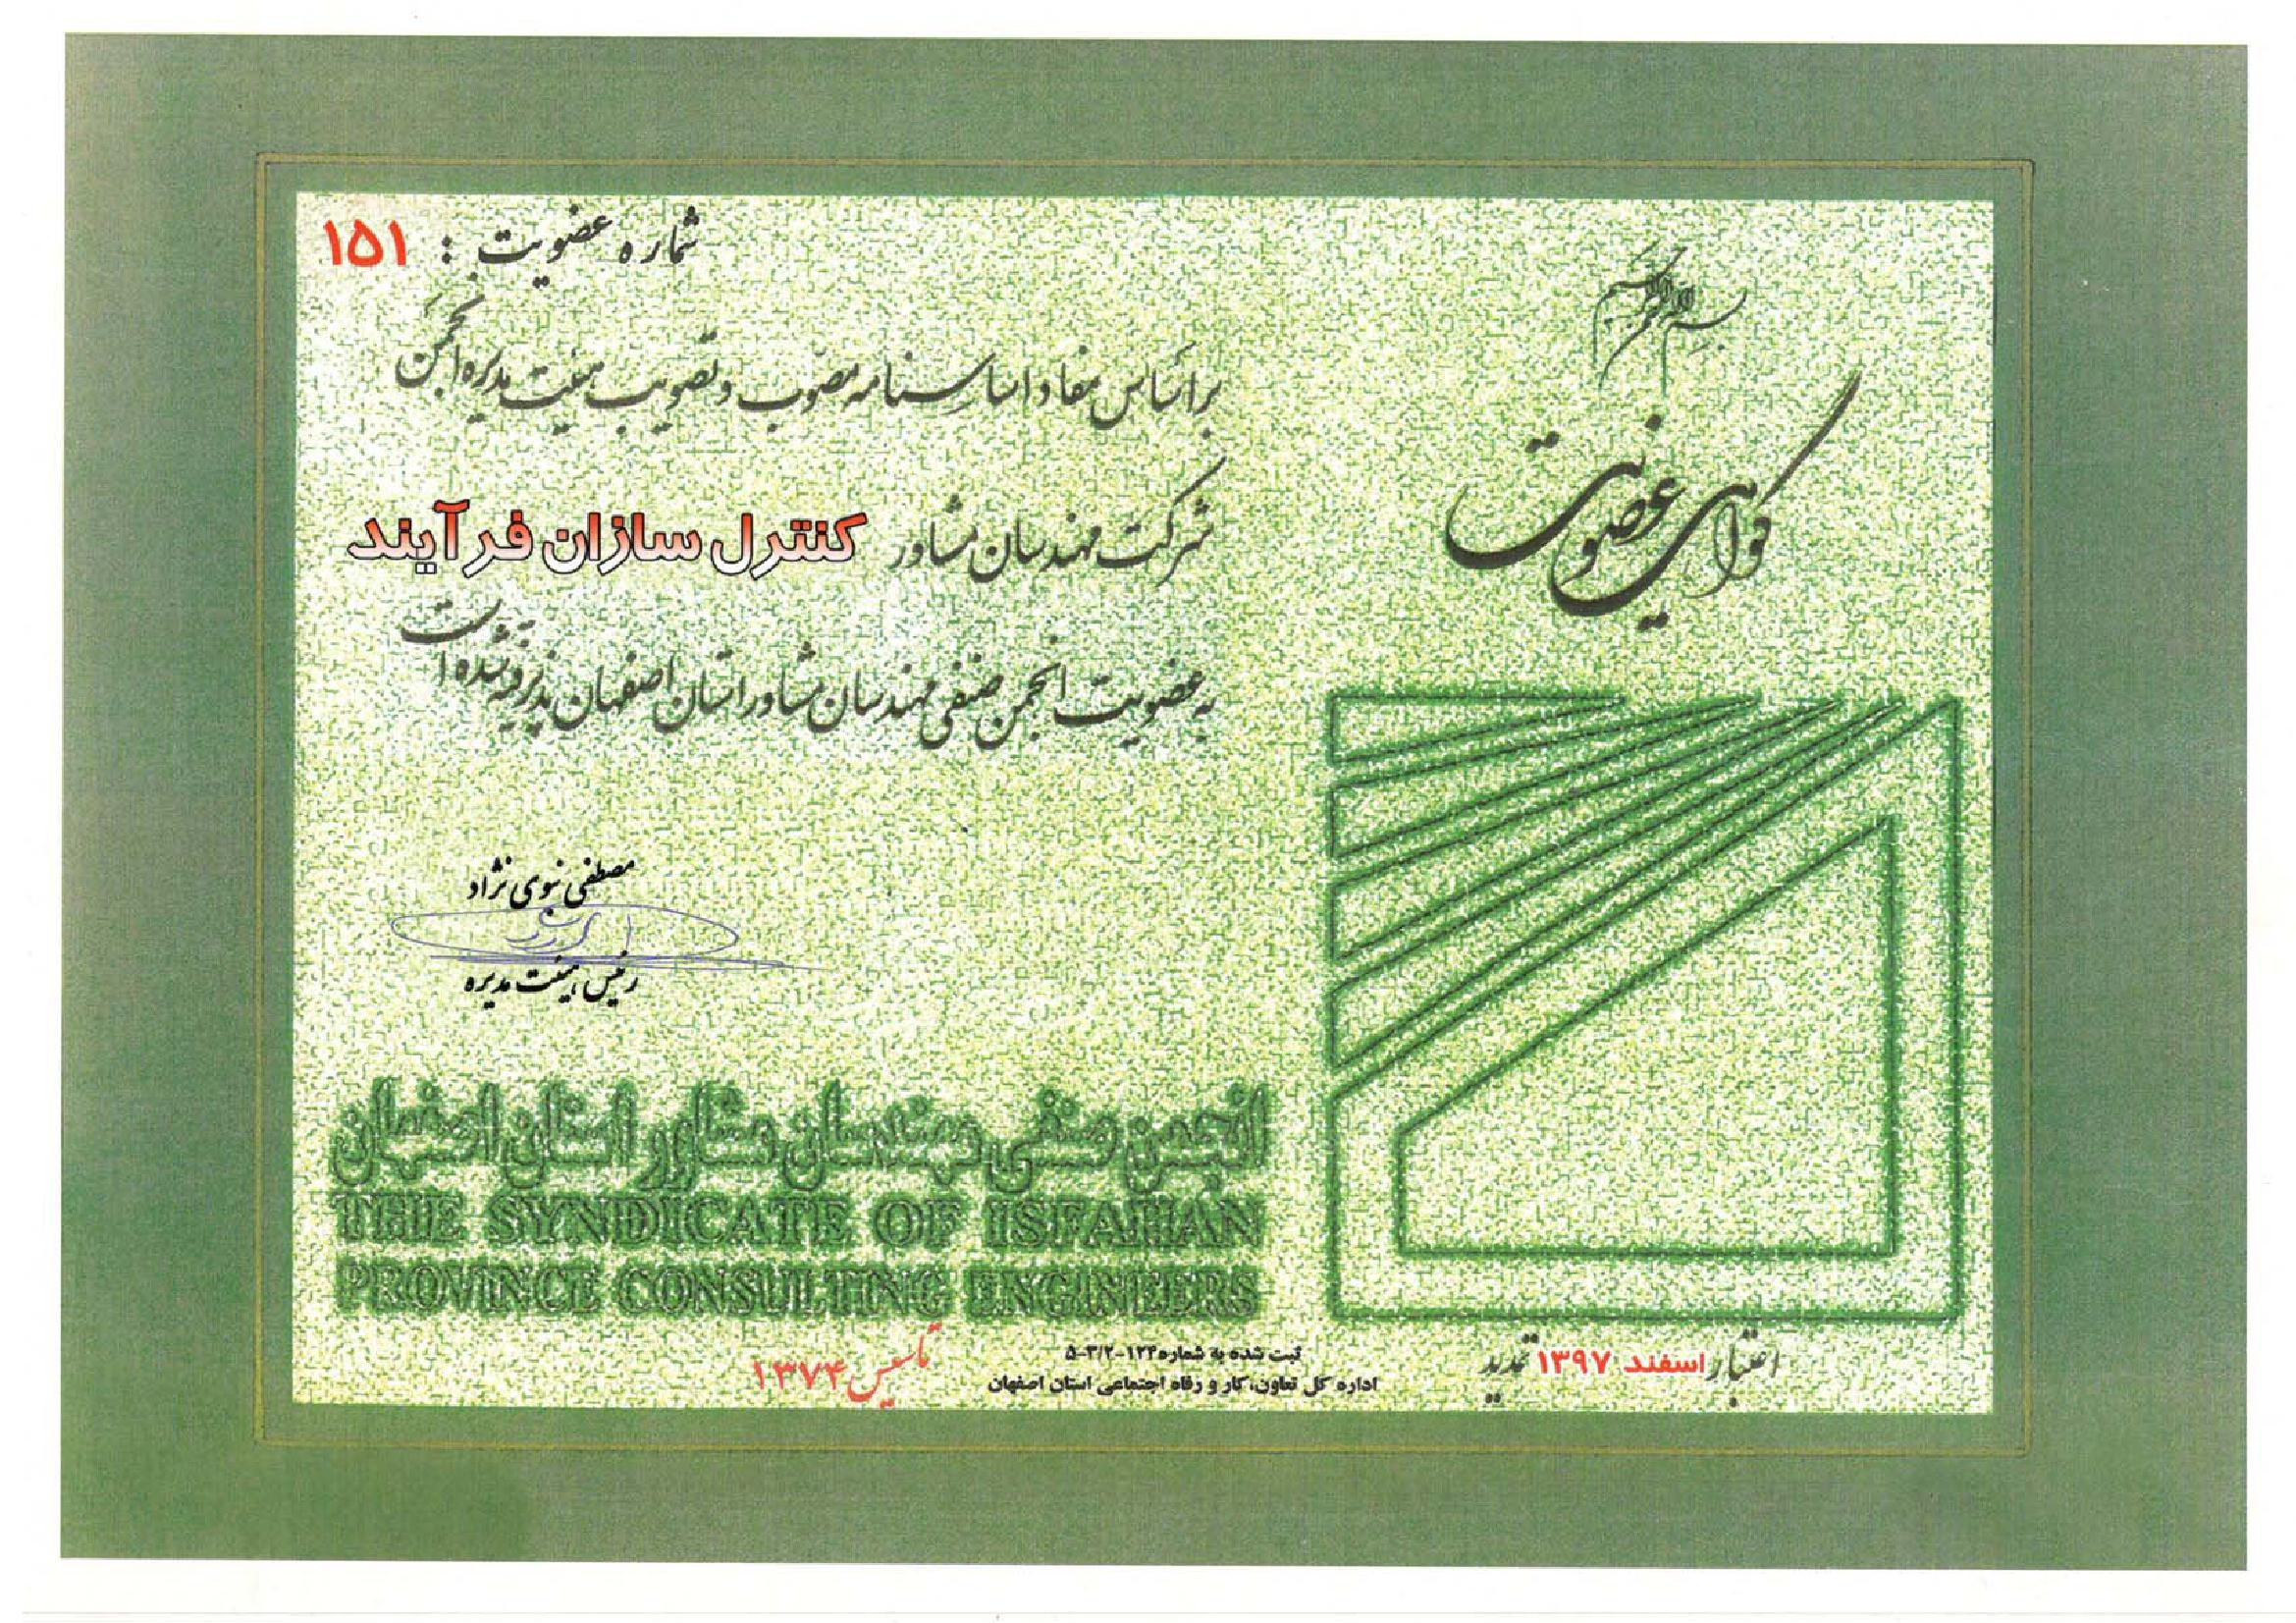 بسم الله الرحمن الرحیم
گواهی عضویت
شماره عضویت : ۱۵۱
براساس مفاد اساسنامه مصوب و تصویب هیئت مدیره انجمن
شرکت مهندسان مشاور کنترل سازان فرآیند
به عضویت انجمن صنفی مهندسان مشاور استان اصفهان پذیرفته شده است
مصطفی نبوی نژاد
رئیس هیئت مدیره
انجمن صنفی مهندسان مشاور استان اصفهان
THE SYNDICATE OF ISFAHAN
PROVINCE CONSULTING ENGINEERS
اعتبار اسفند ۱۳۹۷ تمدید
ثبت شده به شماره ۱۲۴-۳/۲-۵
اداره کل تعاون، کار و رفاه اجتماعی استان اصفهان
تاسیس ۱۳۷۴